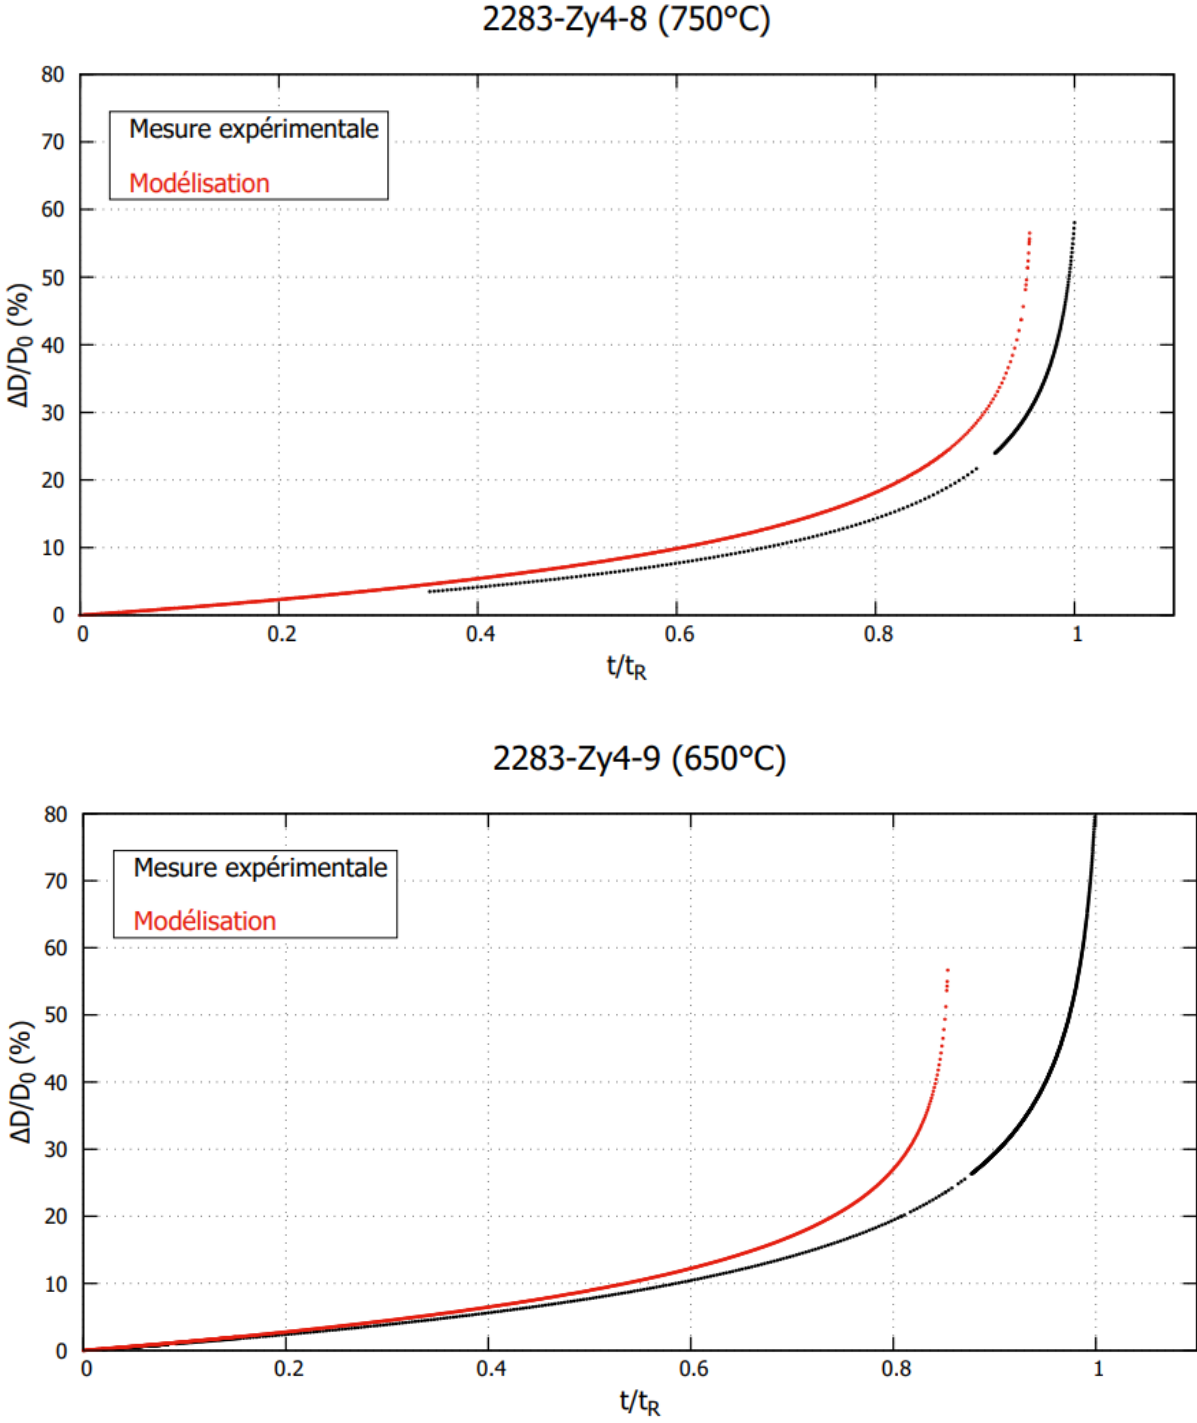 2283-Zy4-8 (750°C)
80
70
60
50
40
30
20
10
0
ΔD/D0 (%)
Mesure expérimentale
Modélisation
0 0.2 0.4 0.6 0.8 1
t/tR
2283-Zy4-9 (650°C)
80
70
60
50
40
30
20
10
0
ΔD/D0 (%)
Mesure expérimentale
Modélisation
0 0.2 0.4 0.6 0.8 1
t/tR